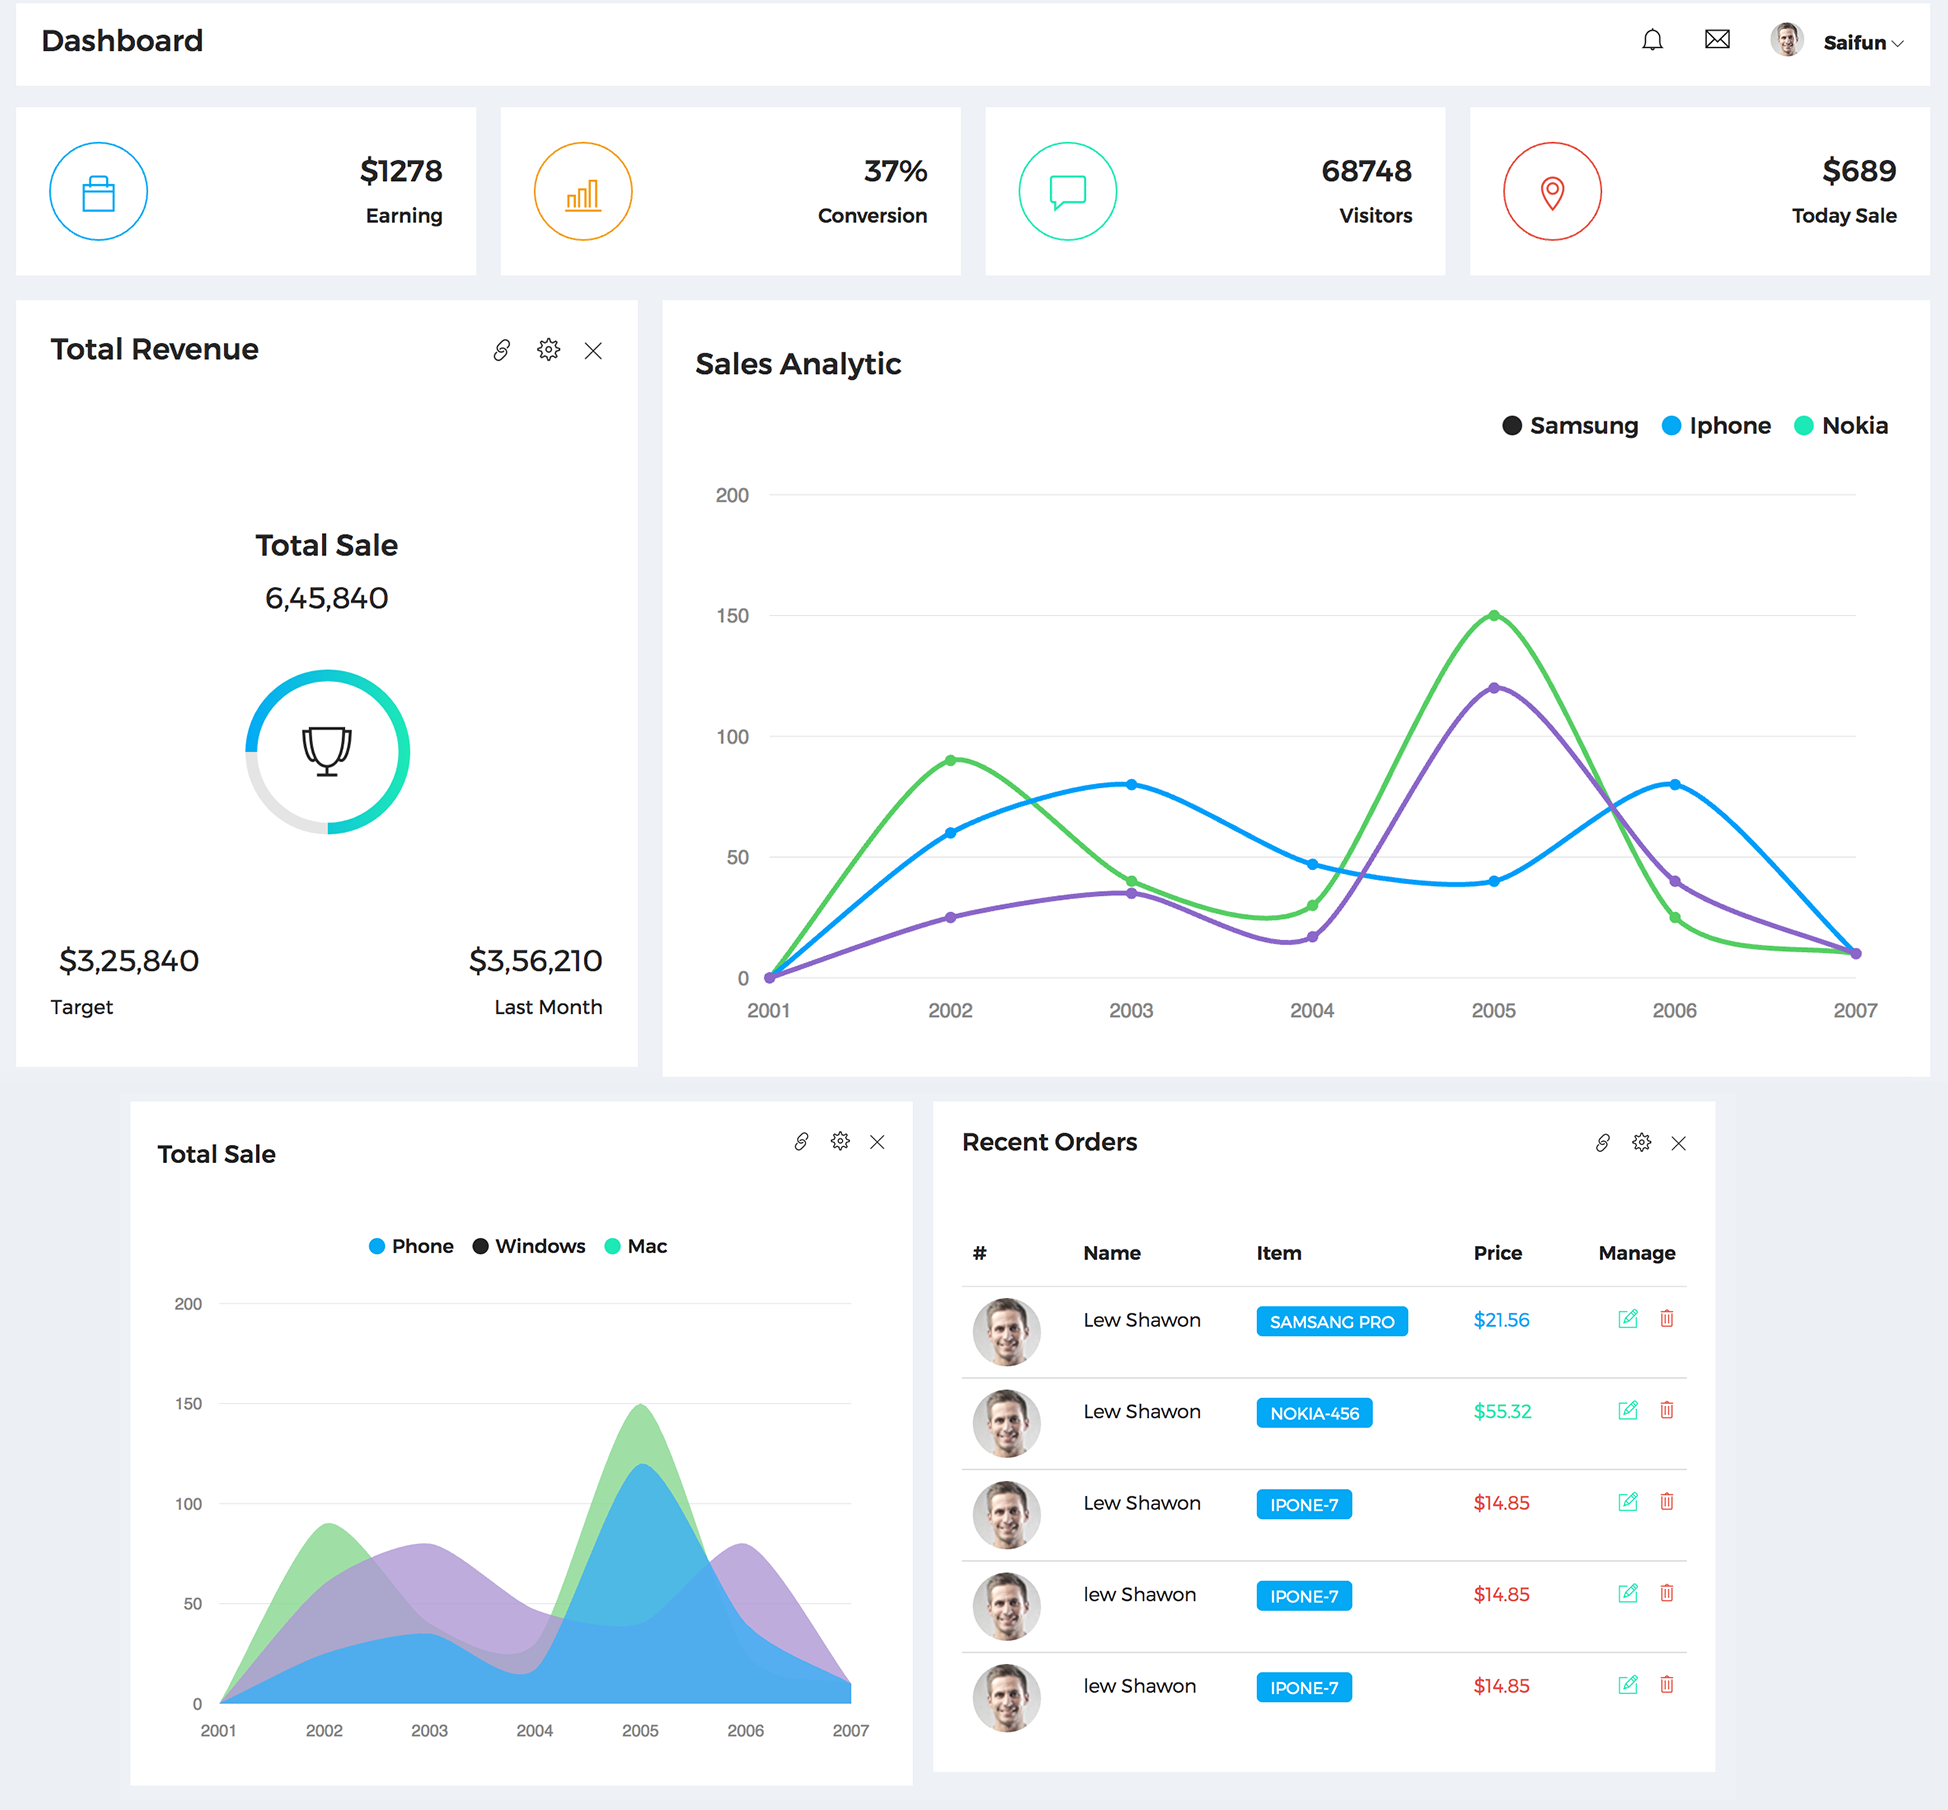 Dashboard
Saifun
$1278
Earning
37%
Conversion
68748
Visitors
$689
Today Sale
Total Revenue
Total Sale
6,45,840
$3,25,840
Target
$3,56,210
Last Month
Sales Analytic
Samsung Iphone Nokia
200
150
100
50
0
2001 2002 2003 2004 2005 2006 2007
Total Sale
Phone Windows Mac
200
150
100
50
0
2001 2002 2003 2004 2005 2006 2007
Recent Orders
# Name Item Price Manage
Lew Shawon SAMSANG PRO $21.56
Lew Shawon NOKIA-456 $55.32
Lew Shawon IPONE-7 $14.85
lew Shawon IPONE-7 $14.85
lew Shawon IPONE-7 $14.85